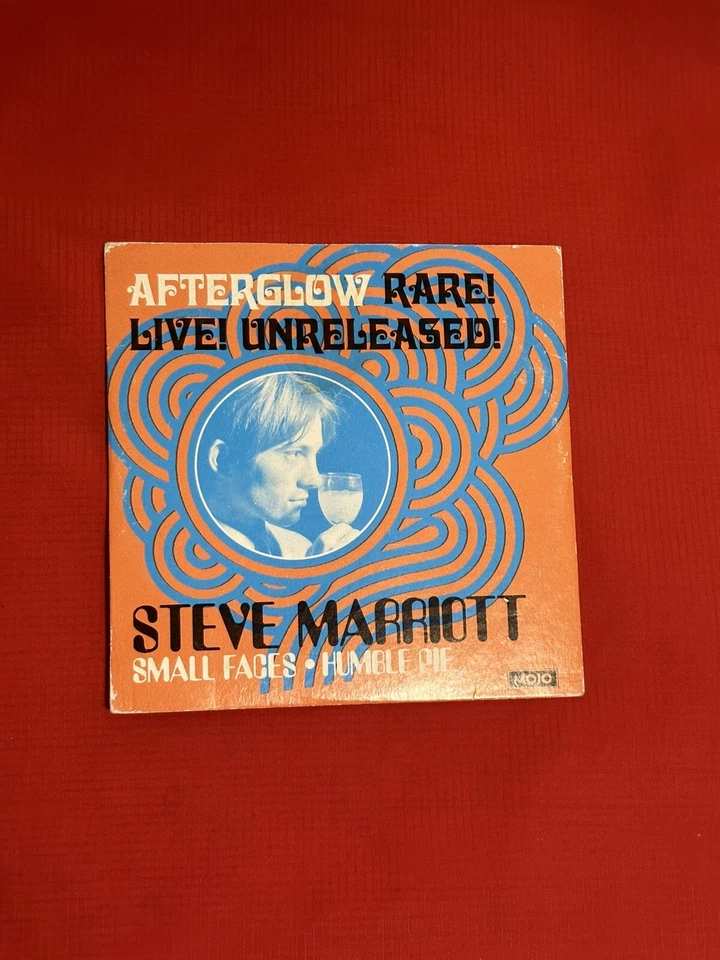 AFTERGLOW RARE!
LIVE! UNRELEASED!
STEVE MARRIOTT
SMALL FACES • HUMBLE PIE
MOJO